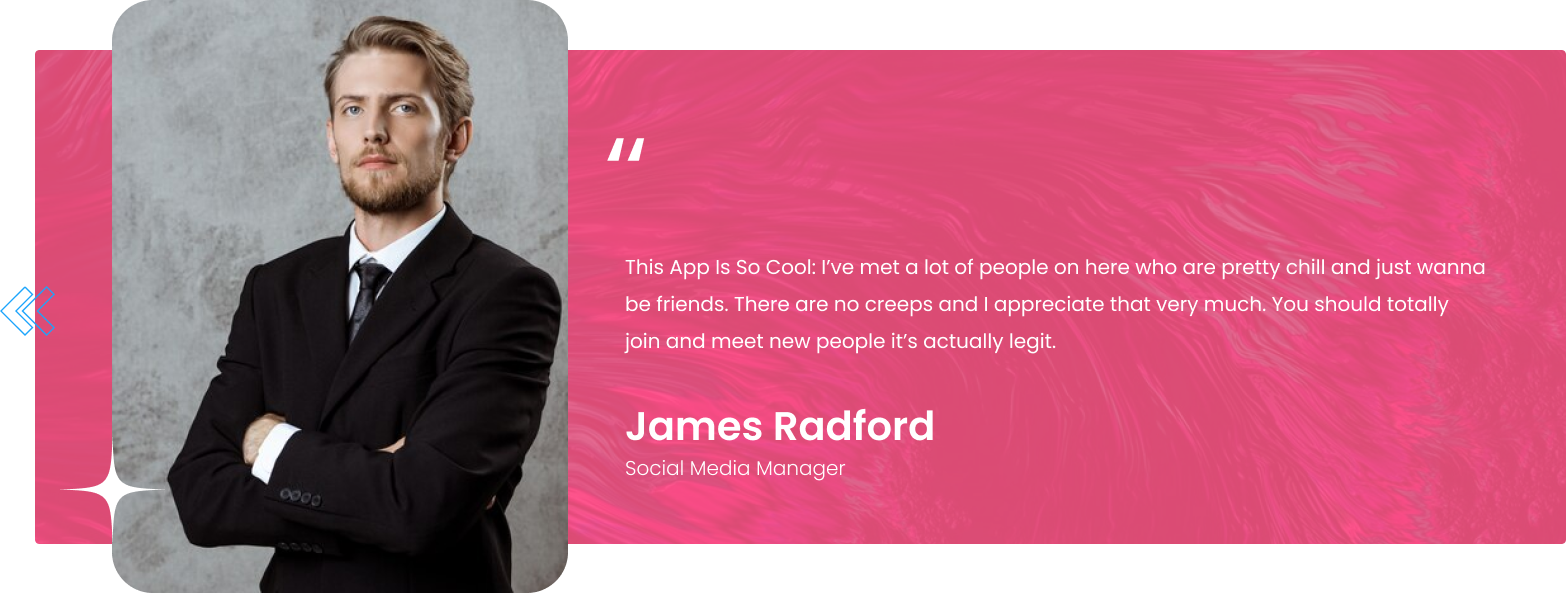 “
This App Is So Cool: I’ve met a lot of people on here who are pretty chill and just wanna
be friends. There are no creeps and I appreciate that very much. You should totally
join and meet new people it’s actually legit.
James Radford
Social Media Manager